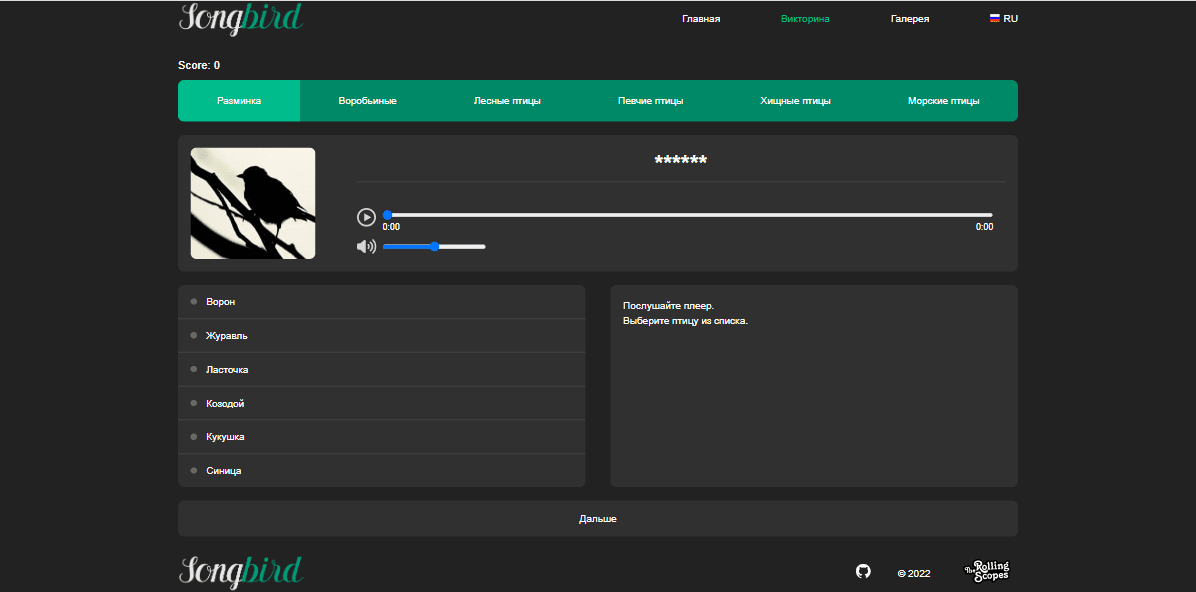 Songbird
Главная Викторина Галерея RU
Score: 0
Разминка Воробьиные Лесные птицы Певчие птицы Хищные птицы Морские птицы
******
0:00 0:00
Ворон
Журавль
Ласточка
Козодой
Кукушка
Синица
Послушайте плеер.
Выберите птицу из списка.
Дальше
Songbird
© 2022
The Rolling
Scopes